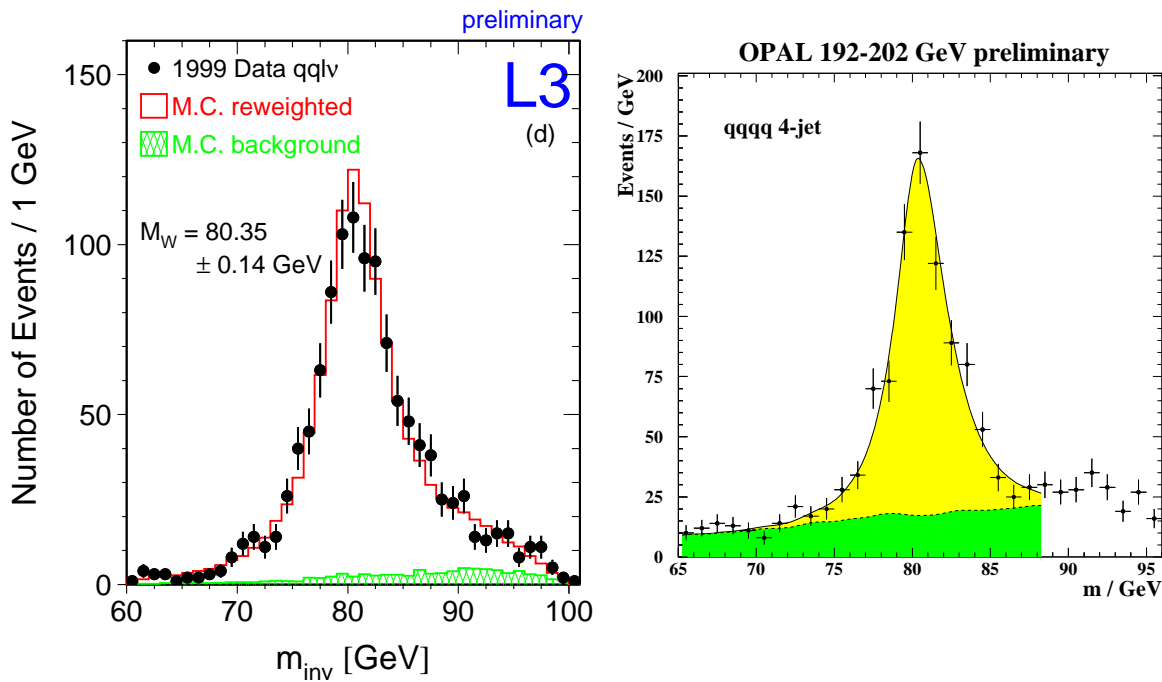 preliminary
1999 Data qqlν
M.C. reweighted
M.C. background
L3
(d)
M_W = 80.35
± 0.14 GeV
Number of Events / 1 GeV
150
100
50
0
60 70 80 90 100
m_inv [GeV]
OPAL 192-202 GeV preliminary
qqqq 4-jet
Events / GeV
200
175
150
125
100
75
50
25
0
65 70 75 80 85 90 95
m / GeV